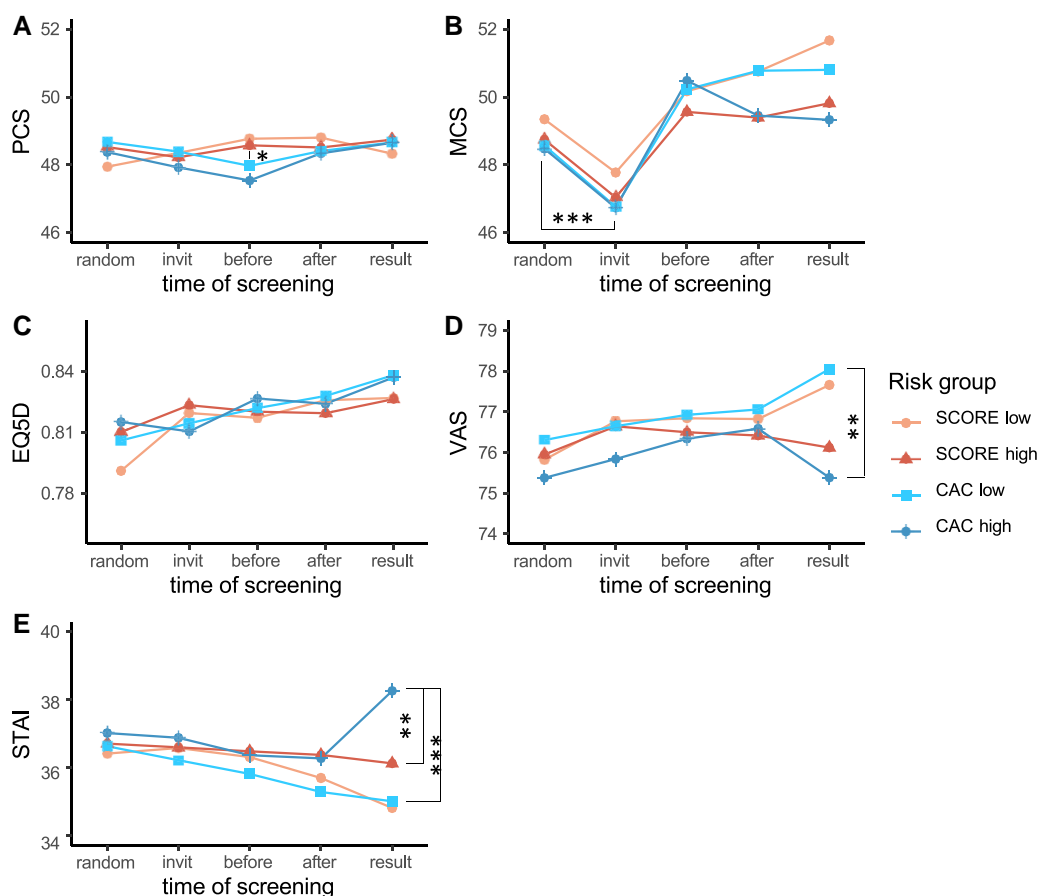 A
52
50
48
46
PCS
*
random invit before after result
time of screening
B
52
50
48
46
MCS
***
random invit before after result
time of screening
C
0.84
0.81
0.78
EQ5D
random invit before after result
time of screening
D
79
78
77
76
75
74
VAS
**
random invit before after result
time of screening
Risk group
SCORE low
SCORE high
CAC low
CAC high
E
40
38
36
34
STAI
**
***
random invit before after result
time of screening